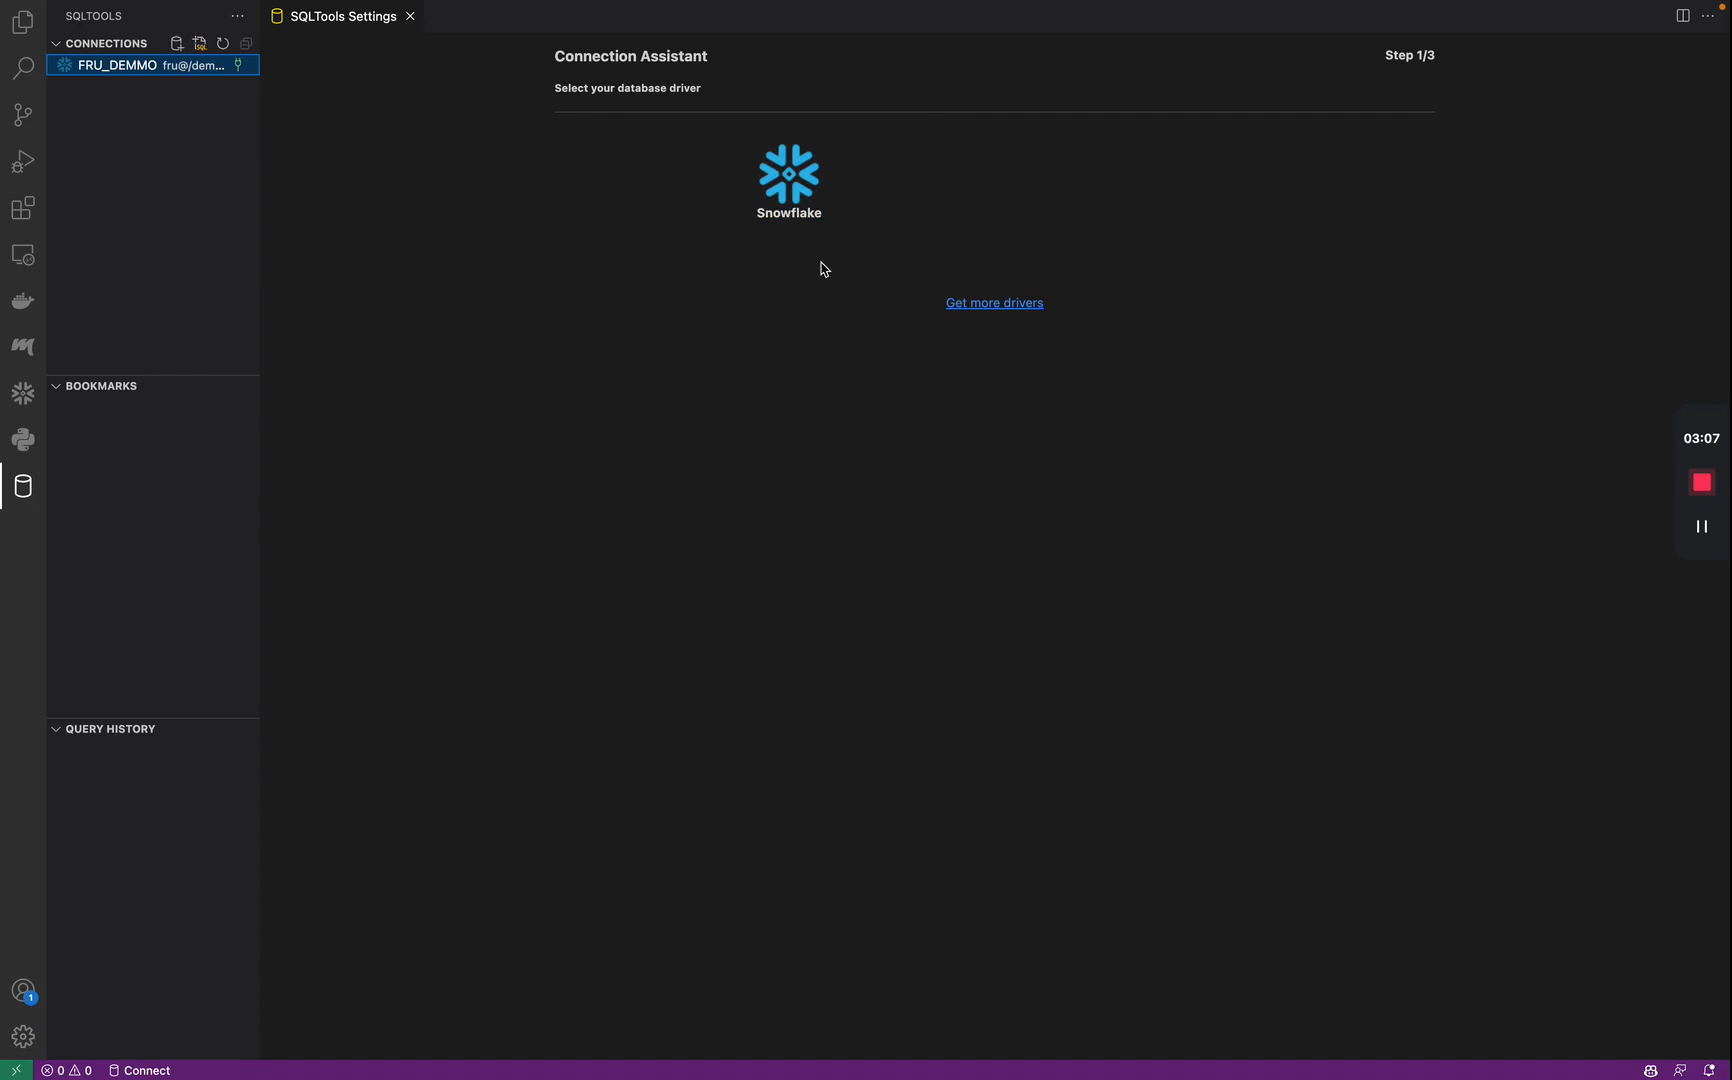 SQLTOOLS
SQLTools Settings
CONNECTIONS
FRU_DEMMO fru@/dem...
BOOKMARKS
QUERY HISTORY
Connection Assistant
Step 1/3
Select your database driver
Snowflake
Get more drivers
03:07
1
0 0 Connect